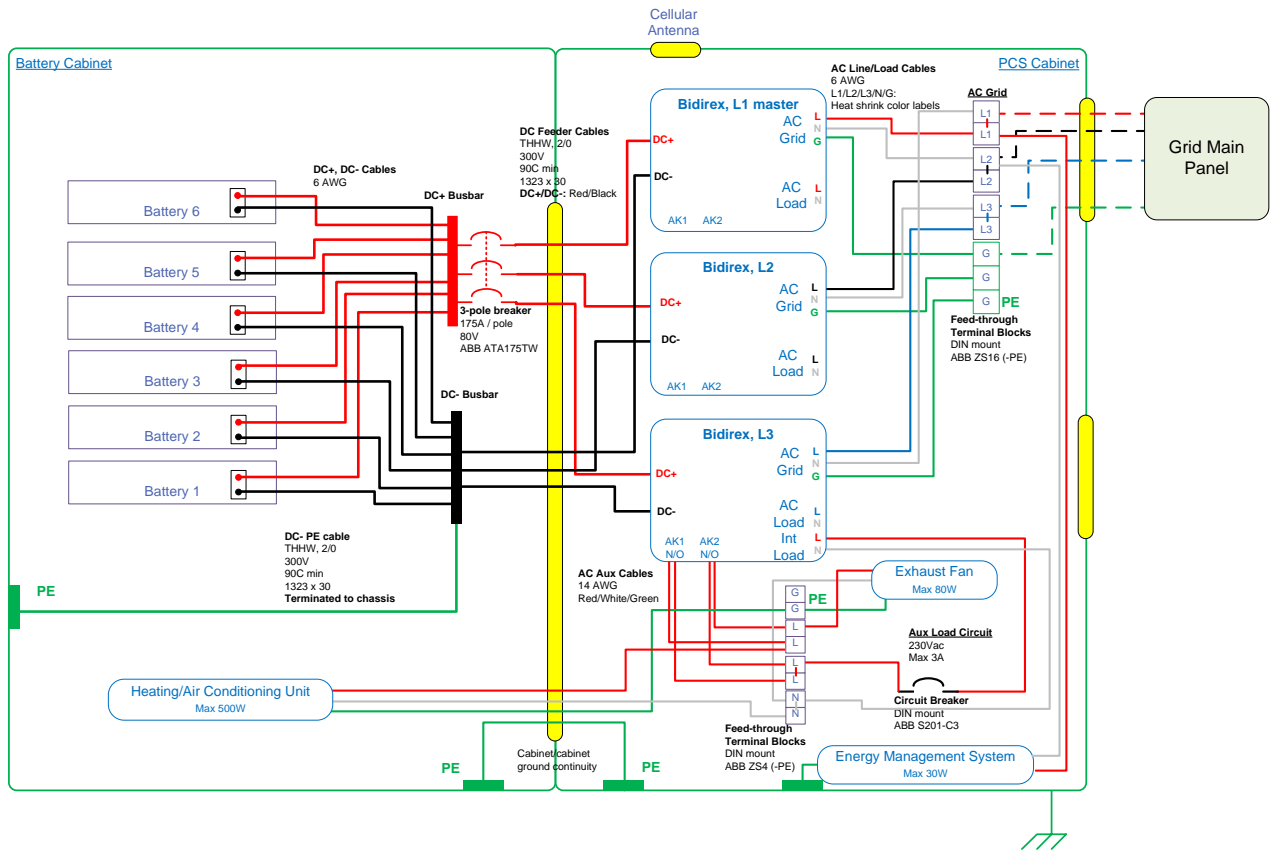 Cellular
Antenna
Battery Cabinet
PCS Cabinet
AC Line/Load Cables
6 AWG
L1/L2/L3/N/G:
Heat shrink color labels
AC Grid
Bidirex, L1 master
AC
Grid
L
N
G
DC+
DC-
AC
Load
L
N
AK1 AK2
L1
L1
L2
L2
L3
L3
G
G
G
PE
Feed-through
Terminal Blocks
DIN mount
ABB ZS16 (-PE)
Grid Main
Panel
DC Feeder Cables
THHW, 2/0
300V
90C min
1323 x 30
DC+/DC-: Red/Black
DC+, DC- Cables
6 AWG
DC+ Busbar
Battery 6
Battery 5
Battery 4
Battery 3
Battery 2
Battery 1
3-pole breaker
175A / pole
80V
ABB ATA175TW
DC- Busbar
Bidirex, L2
AC
Grid
L
N
G
DC+
DC-
AC
Load
L
N
AK1 AK2
Bidirex, L3
AC
Grid
L
N
G
DC+
DC-
AC
Load
L
N
Int
Load
L
N
AK1 AK2
N/O N/O
DC- PE cable
THHW, 2/0
300V
90C min
1323 x 30
Terminated to chassis
PE
AC Aux Cables
14 AWG
Red/White/Green
G
G
PE
L
L
L
L
N
N
Exhaust Fan
Max 80W
Aux Load Circuit
230Vac
Max 3A
Circuit Breaker
DIN mount
ABB S201-C3
Heating/Air Conditioning Unit
Max 500W
Feed-through
Terminal Blocks
DIN mount
ABB ZS4 (-PE)
Energy Management System
Max 30W
Cabinet/cabinet
ground continuity
PE
PE